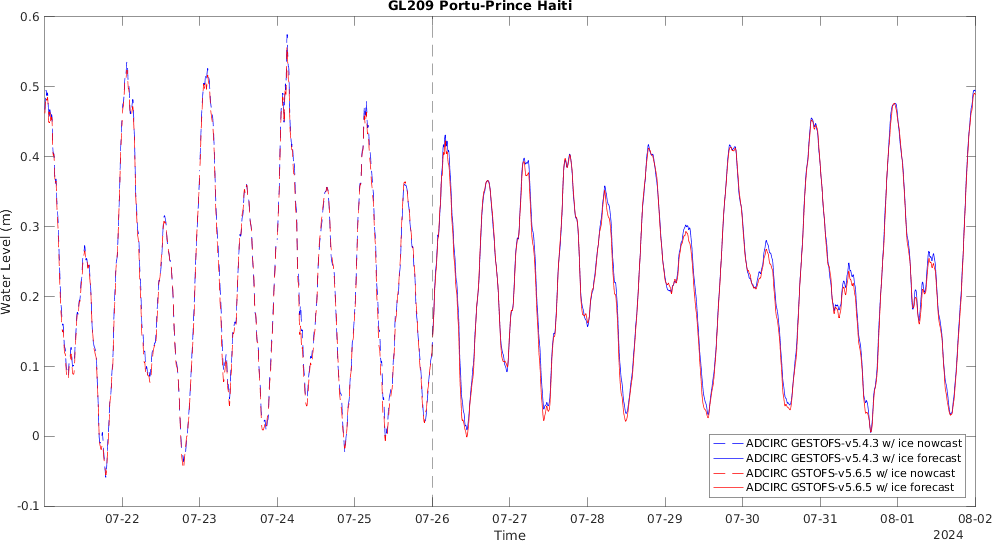 GL209 Portu-Prince Haiti
0.6
0.5
0.4
0.3
0.2
0.1
0
-0.1
Water Level (m)
07-22 07-23 07-24 07-25 07-26 07-27 07-28 07-29 07-30 07-31 08-01 08-02
Time
2024
ADCIRC GESTOFS-v5.4.3 w/ ice nowcast
ADCIRC GESTOFS-v5.4.3 w/ ice forecast
ADCIRC GSTOFS-v5.6.5 w/ ice nowcast
ADCIRC GSTOFS-v5.6.5 w/ ice forecast